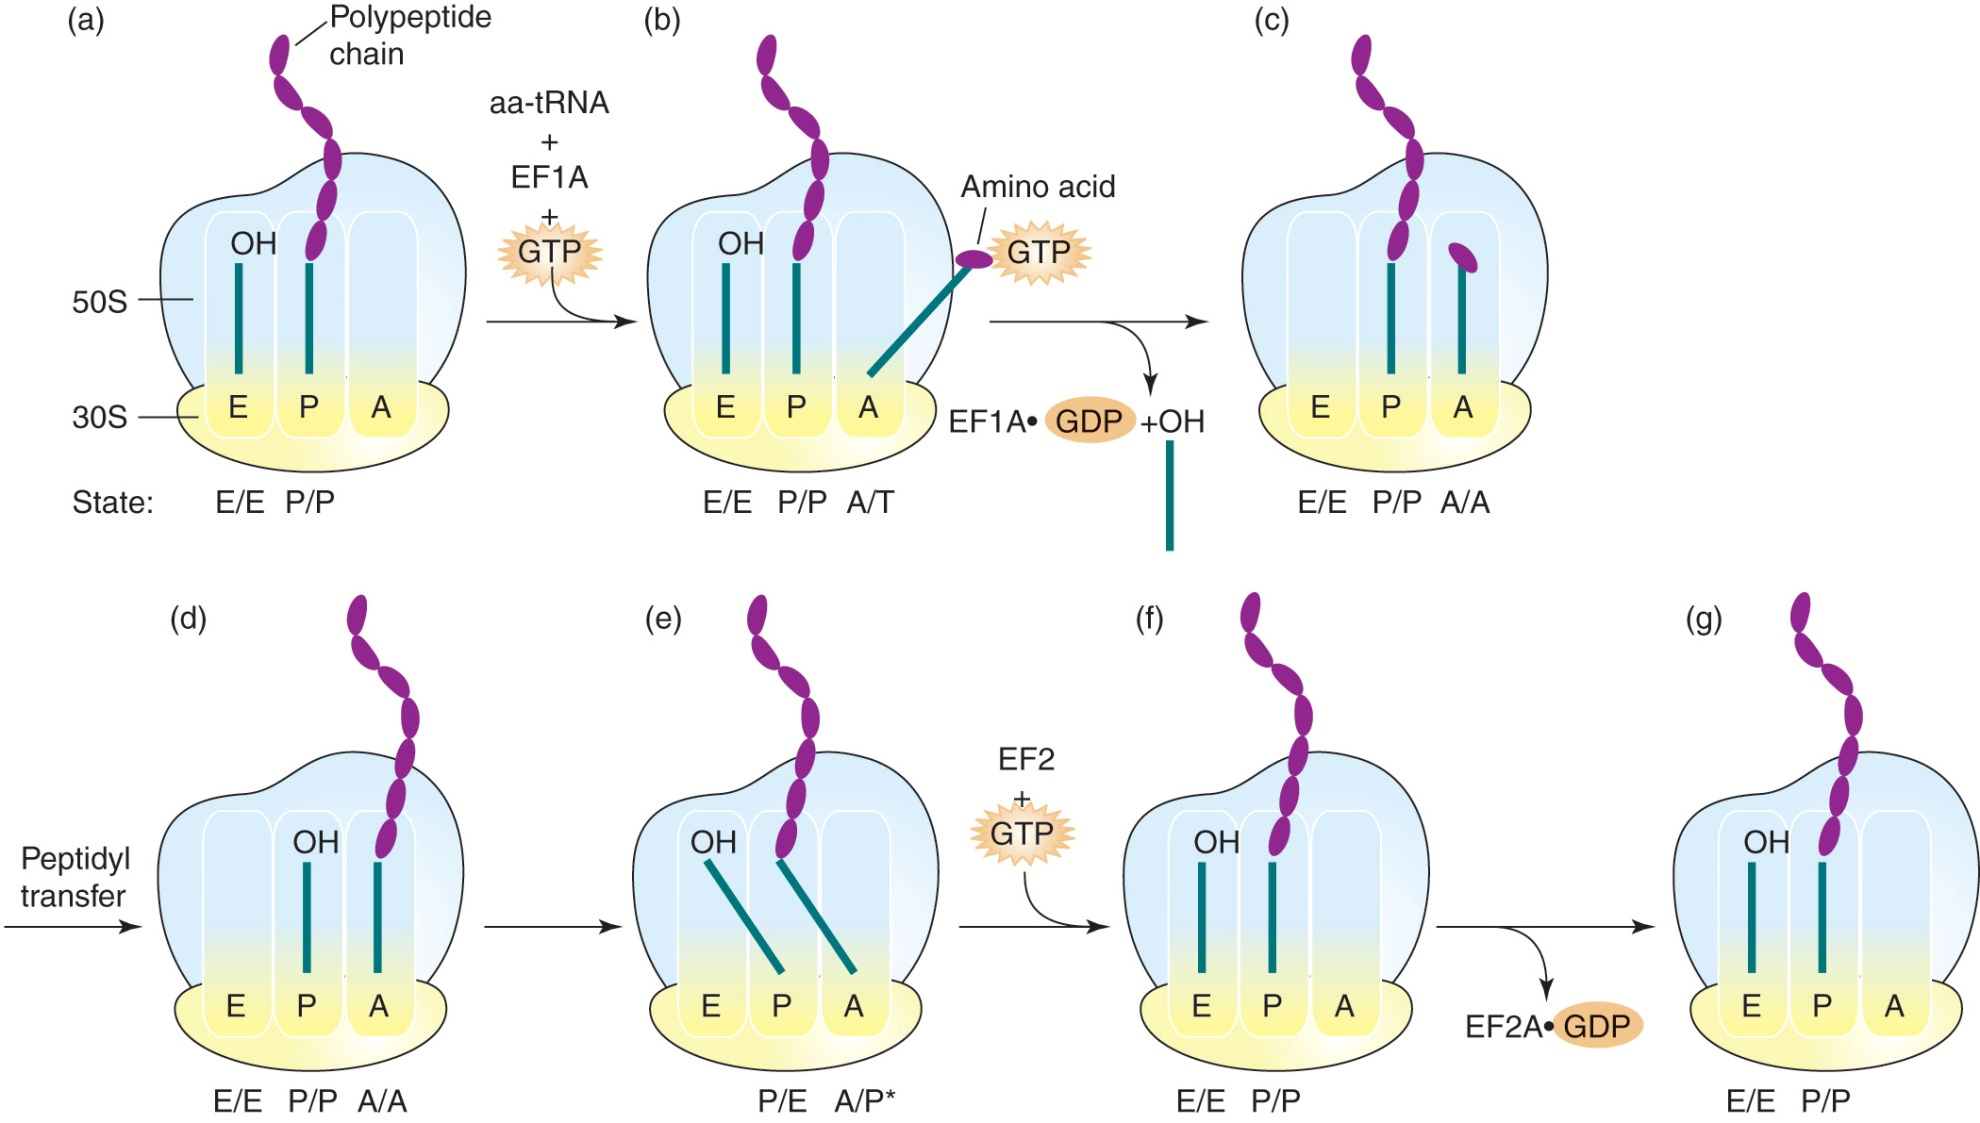 (a)
Polypeptide
chain
(b)
(c)
aa-tRNA
+
EF1A
+
GTP
Amino acid
GTP
OH
OH
50S
30S
E P A
E P A
E P A
EF1A• GDP +OH
State: E/E P/P
E/E P/P A/T
E/E P/P A/A
(d)
(e)
(f)
(g)
EF2
+
GTP
Peptidyl
transfer
OH
OH
OH
OH
E P A
E P A
E P A
E P A
EF2A• GDP
E/E P/P A/A
P/E A/P*
E/E P/P
E/E P/P